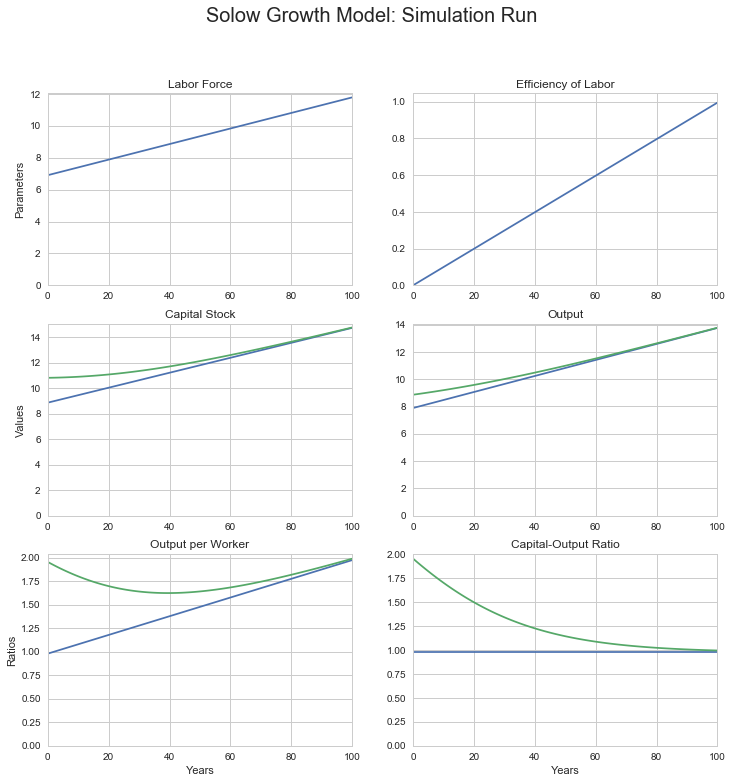 Solow Growth Model: Simulation Run
Labor Force
12
10
8
6
4
2
0
Parameters
0 20 40 60 80 100
Efficiency of Labor
1.0
0.8
0.6
0.4
0.2
0.0
0 20 40 60 80 100
Capital Stock
14
12
10
8
6
4
2
0
Values
0 20 40 60 80 100
Output
14
12
10
8
6
4
2
0
0 20 40 60 80 100
Output per Worker
2.00
1.75
1.50
1.25
1.00
0.75
0.50
0.25
0.00
Ratios
0 20 40 60 80 100
Years
Capital-Output Ratio
2.00
1.75
1.50
1.25
1.00
0.75
0.50
0.25
0.00
0 20 40 60 80 100
Years